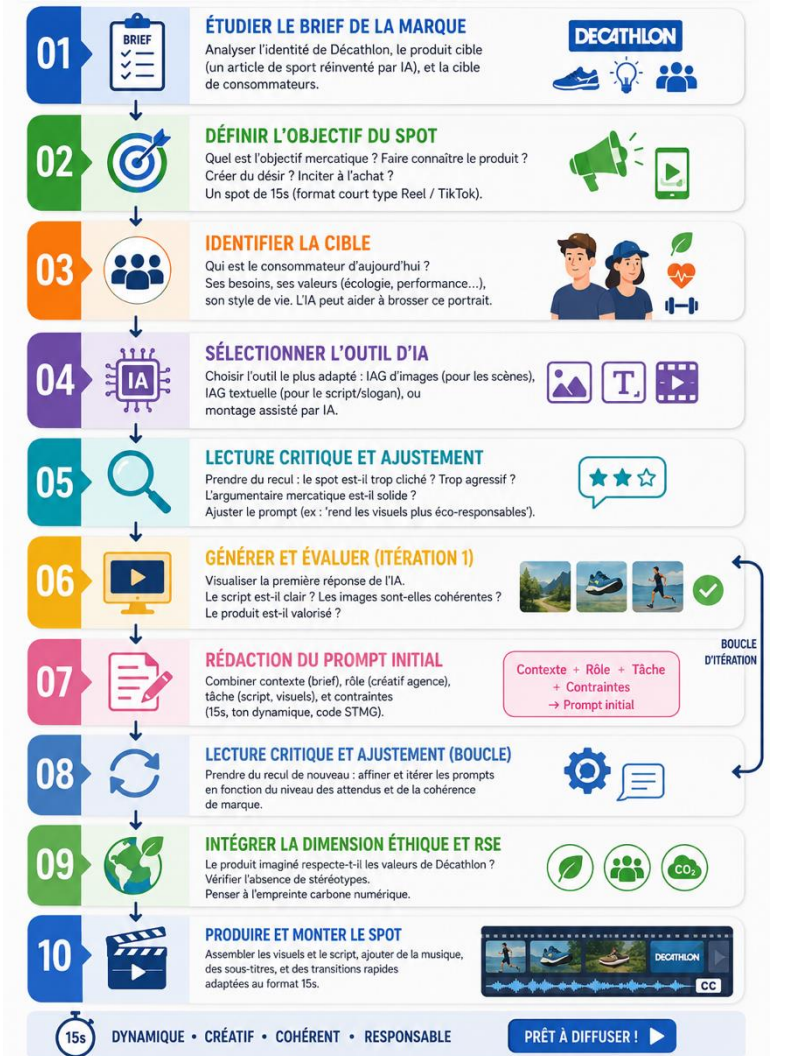 01
BRIEF
ÉTUDIER LE BRIEF DE LA MARQUE
Analyser l'identité de Décathlon, le produit cible
(un article de sport réinventé par IA), et la cible
de consommateurs.
DECATHLON
02
DÉFINIR L'OBJECTIF DU SPOT
Quel est l'objectif mercatique ? Faire connaître le produit ?
Créer du désir ? Inciter à l'achat ?
Un spot de 15s (format court type Reel / TikTok).
03
IDENTIFIER LA CIBLE
Qui est le consommateur d'aujourd'hui ?
Ses besoins, ses valeurs (écologie, performance...),
son style de vie. L'IA peut aider à brosser ce portrait.
04
IA
SÉLECTIONNER L'OUTIL D'IA
Choisir l'outil le plus adapté : IAG d'images (pour les scènes),
IAG textuelle (pour le script/slogan), ou
montage assisté par IA.
T
05
LECTURE CRITIQUE ET AJUSTEMENT
Prendre du recul : le spot est-il trop cliché ? Trop agressif ?
L'argumentaire mercatique est-il solide ?
Ajuster le prompt (ex : 'rend les visuels plus éco-responsables').
06
GÉNÉRER ET ÉVALUER (ITÉRATION 1)
Visualiser la première réponse de l'IA.
Le script est-il clair ? Les images sont-elles cohérentes ?
Le produit est-il valorisé ?
BOUCLE
D'ITÉRATION
07
RÉDACTION DU PROMPT INITIAL
Combiner contexte (brief), rôle (créatif agence),
tâche (script, visuels), et contraintes
(15s, ton dynamique, code STMG).
Contexte + Rôle + Tâche
+ Contraintes
→ Prompt initial
08
LECTURE CRITIQUE ET AJUSTEMENT (BOUCLE)
Prendre du recul de nouveau : affiner et itérer les prompts
en fonction du niveau des attendus et de la cohérence
de marque.
09
INTÉGRER LA DIMENSION ÉTHIQUE ET RSE
Le produit imaginé respecte-t-il les valeurs de Décathlon ?
Vérifier l'absence de stéréotypes.
Penser à l'empreinte carbone numérique.
CO₂
10
PRODUIRE ET MONTER LE SPOT
Assembler les visuels et le script, ajouter de la musique,
des sous-titres, et des transitions rapides
adaptées au format 15s.
DECATHLON
CC
15s
DYNAMIQUE • CRÉATIF • COHÉRENT • RESPONSABLE
PRÊT À DIFFUSER !